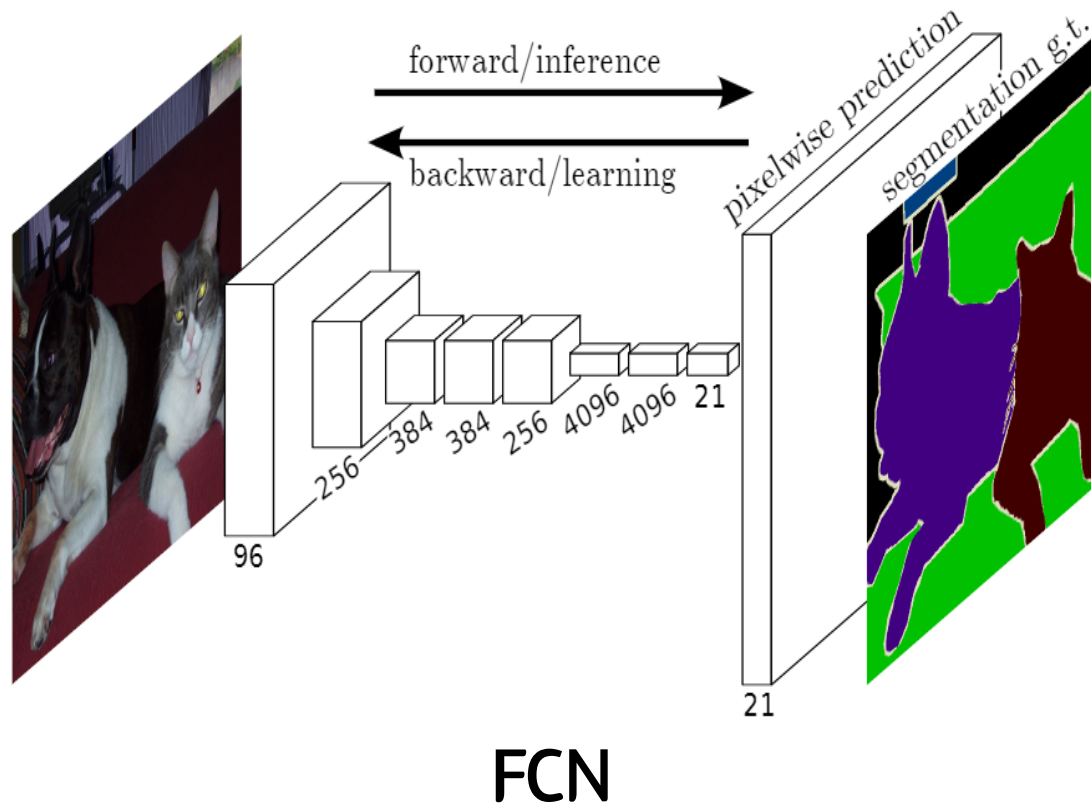 forward/inference
backward/learning
pixelwise prediction
segmentation g.t.
96
256
384
384
256
4096
4096
21
21
FCN